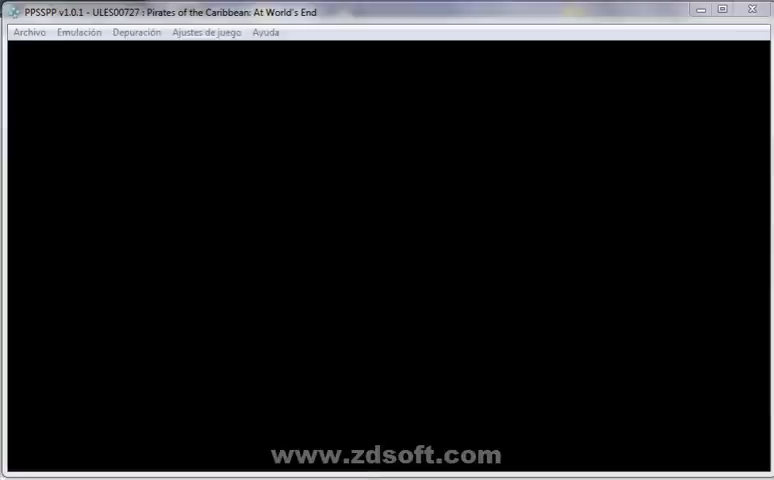 PPSSPP v1.0.1 - ULES00727 : Pirates of the Caribbean: At World's End
Archivo Emulación Depuración Ajustes de juego Ayuda
www.zdsoft.com